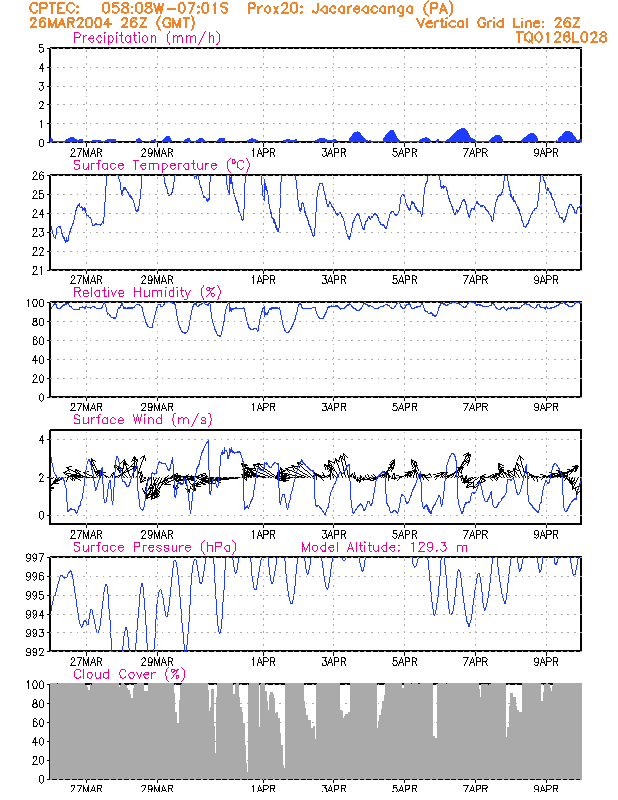 CPTEC: 058:08W-07:01S Prox20: Jacareacanga (PA)
26MAR2004 26Z (GMT) Vertical Grid Line: 26Z
Precipitation (mm/h) TQ0126L028
5
4
3
2
1
0
27MAR 29MAR 1APR 3APR 5APR 7APR 9APR
Surface Temperature (ºC)
26
25
24
23
22
21
27MAR 29MAR 1APR 3APR 5APR 7APR 9APR
Relative Humidity (%)
100
80
60
40
20
0
27MAR 29MAR 1APR 3APR 5APR 7APR 9APR
Surface Wind (m/s)
4
2
0
27MAR 29MAR 1APR 3APR 5APR 7APR 9APR
Surface Pressure (hPa) Model Altitude: 129.3 m
997
996
995
994
993
992
27MAR 29MAR 1APR 3APR 5APR 7APR 9APR
Cloud Cover (%)
100
80
60
40
20
0
27MAR 29MAR 1APR 3APR 5APR 7APR 9APR